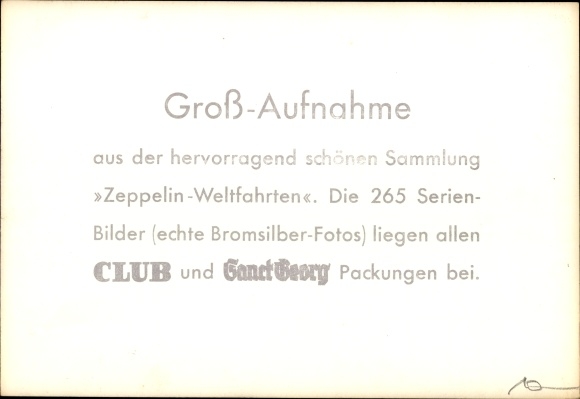 Groß-Aufnahme
aus der hervorragend schönen Sammlung
»Zeppelin-Weltfahrten«. Die 265 Serien-
Bilder (echte Bromsilber-Fotos) liegen allen
CLUB und Sanct Georg Packungen bei.